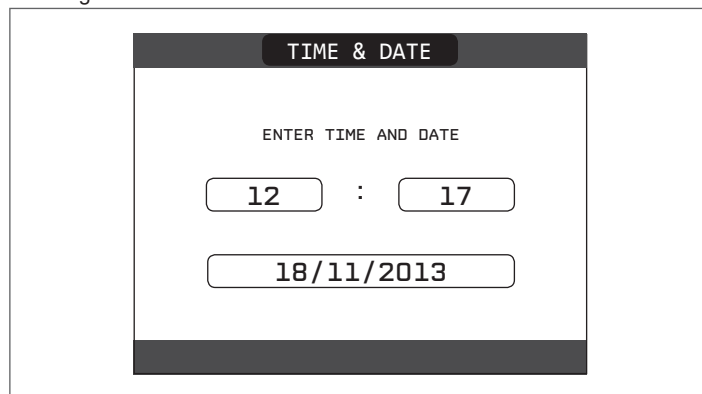 TIME & DATE
ENTER TIME AND DATE
12 : 17
18/11/2013